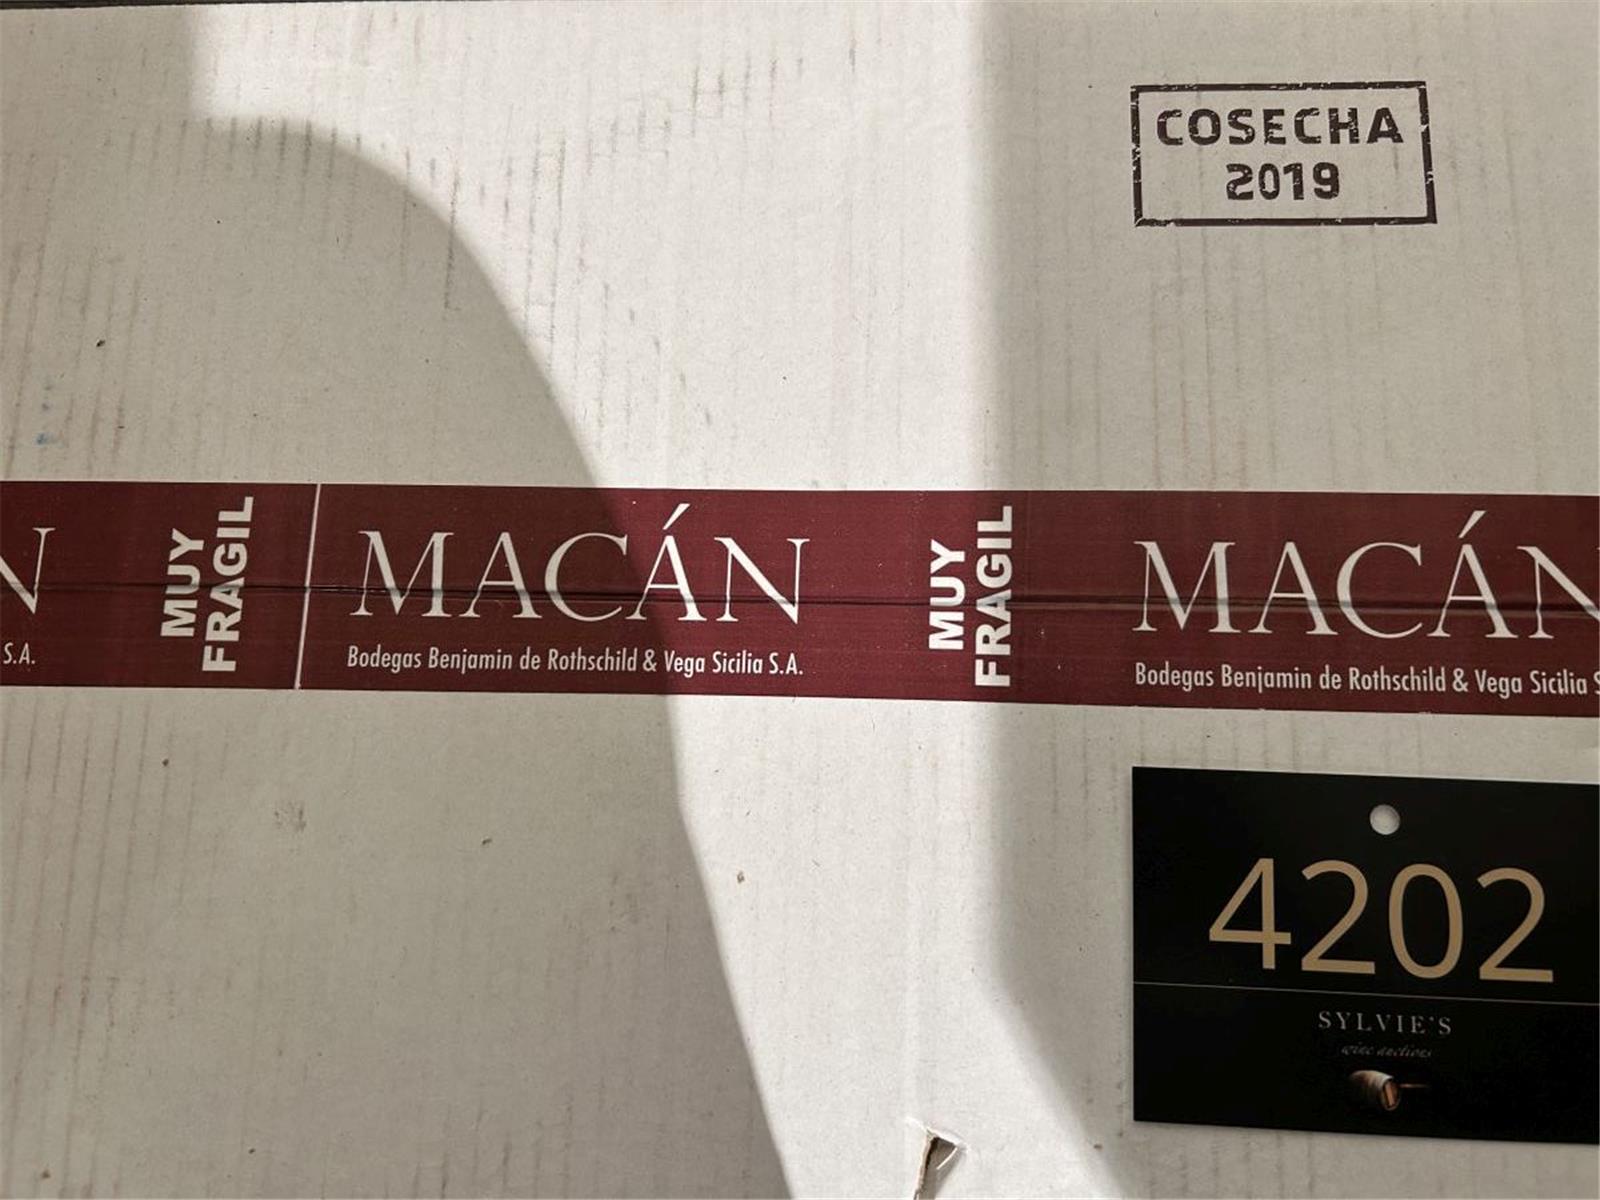 COSECHA
2019
N
S.A.
MUY
FRAGIL
MACÁN
Bodegas Benjamin de Rothschild & Vega Sicilia S.A.
MUY
FRAGIL
MACÁN
Bodegas Benjamin de Rothschild & Vega Sicilia S
4202
SYLVIE'S
wine auctions